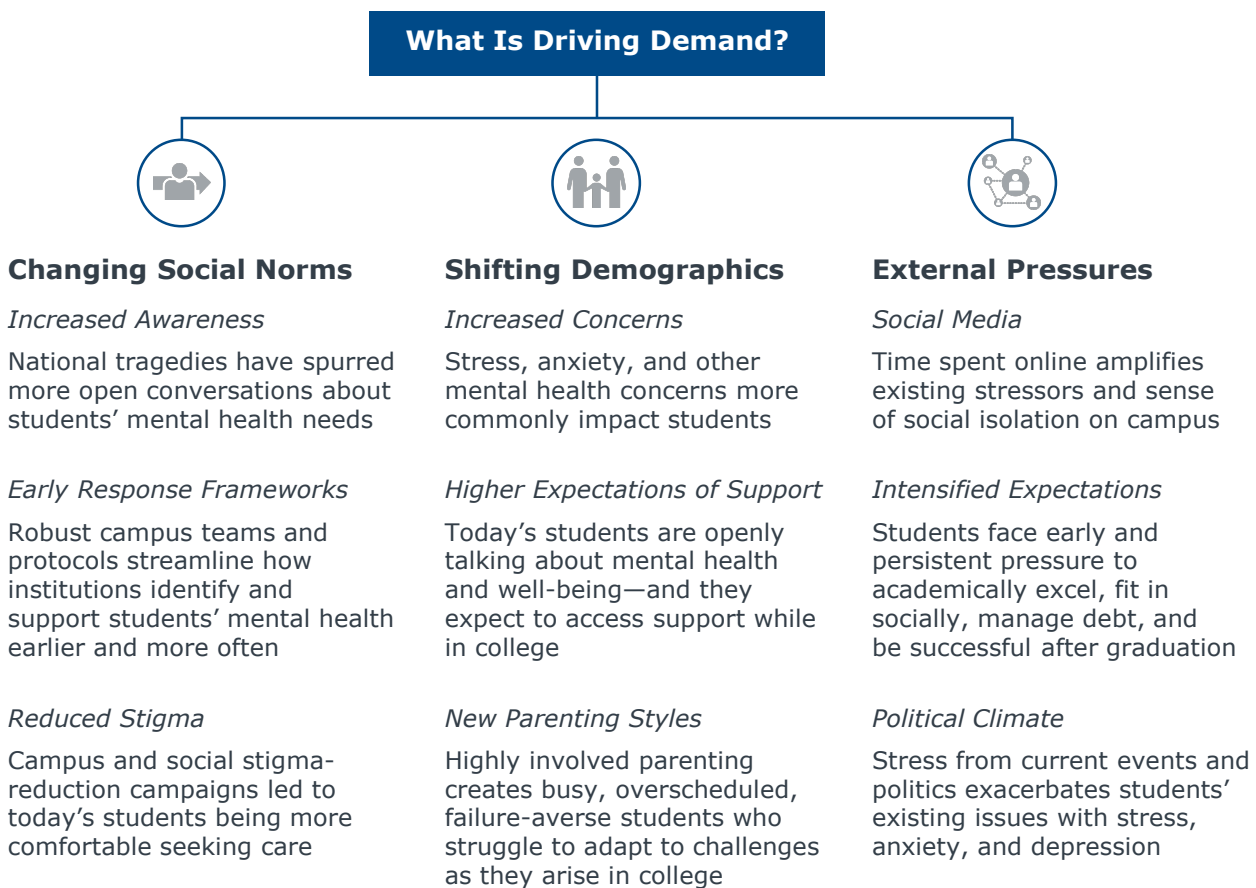 What Is Driving Demand?
Changing Social Norms
Increased Awareness
National tragedies have spurred
more open conversations about
students’ mental health needs
Early Response Frameworks
Robust campus teams and
protocols streamline how
institutions identify and
support students’ mental health
earlier and more often
Reduced Stigma
Campus and social stigma-
reduction campaigns led to
today’s students being more
comfortable seeking care
Shifting Demographics
Increased Concerns
Stress, anxiety, and other
mental health concerns more
commonly impact students
Higher Expectations of Support
Today’s students are openly
talking about mental health
and well-being—and they
expect to access support while
in college
New Parenting Styles
Highly involved parenting
creates busy, overscheduled,
failure-averse students who
struggle to adapt to challenges
as they arise in college
External Pressures
Social Media
Time spent online amplifies
existing stressors and sense
of social isolation on campus
Intensified Expectations
Students face early and
persistent pressure to
academically excel, fit in
socially, manage debt, and
be successful after graduation
Political Climate
Stress from current events and
politics exacerbates students’
existing issues with stress,
anxiety, and depression